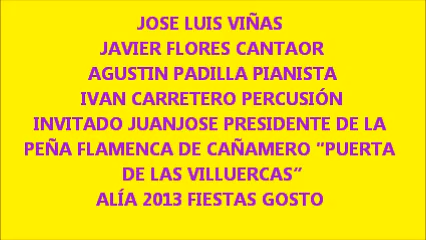 JOSE LUIS VIÑAS
JAVIER FLORES CANTAOR
AGUSTIN PADILLA PIANISTA
IVAN CARRETERO PERCUSIÓN
INVITADO JUANJOSE PRESIDENTE DE LA
PEÑA FLAMENCA DE CAÑAMERO “PUERTA
DE LAS VILLUERCAS”
ALÍA 2013 FIESTAS GOSTO